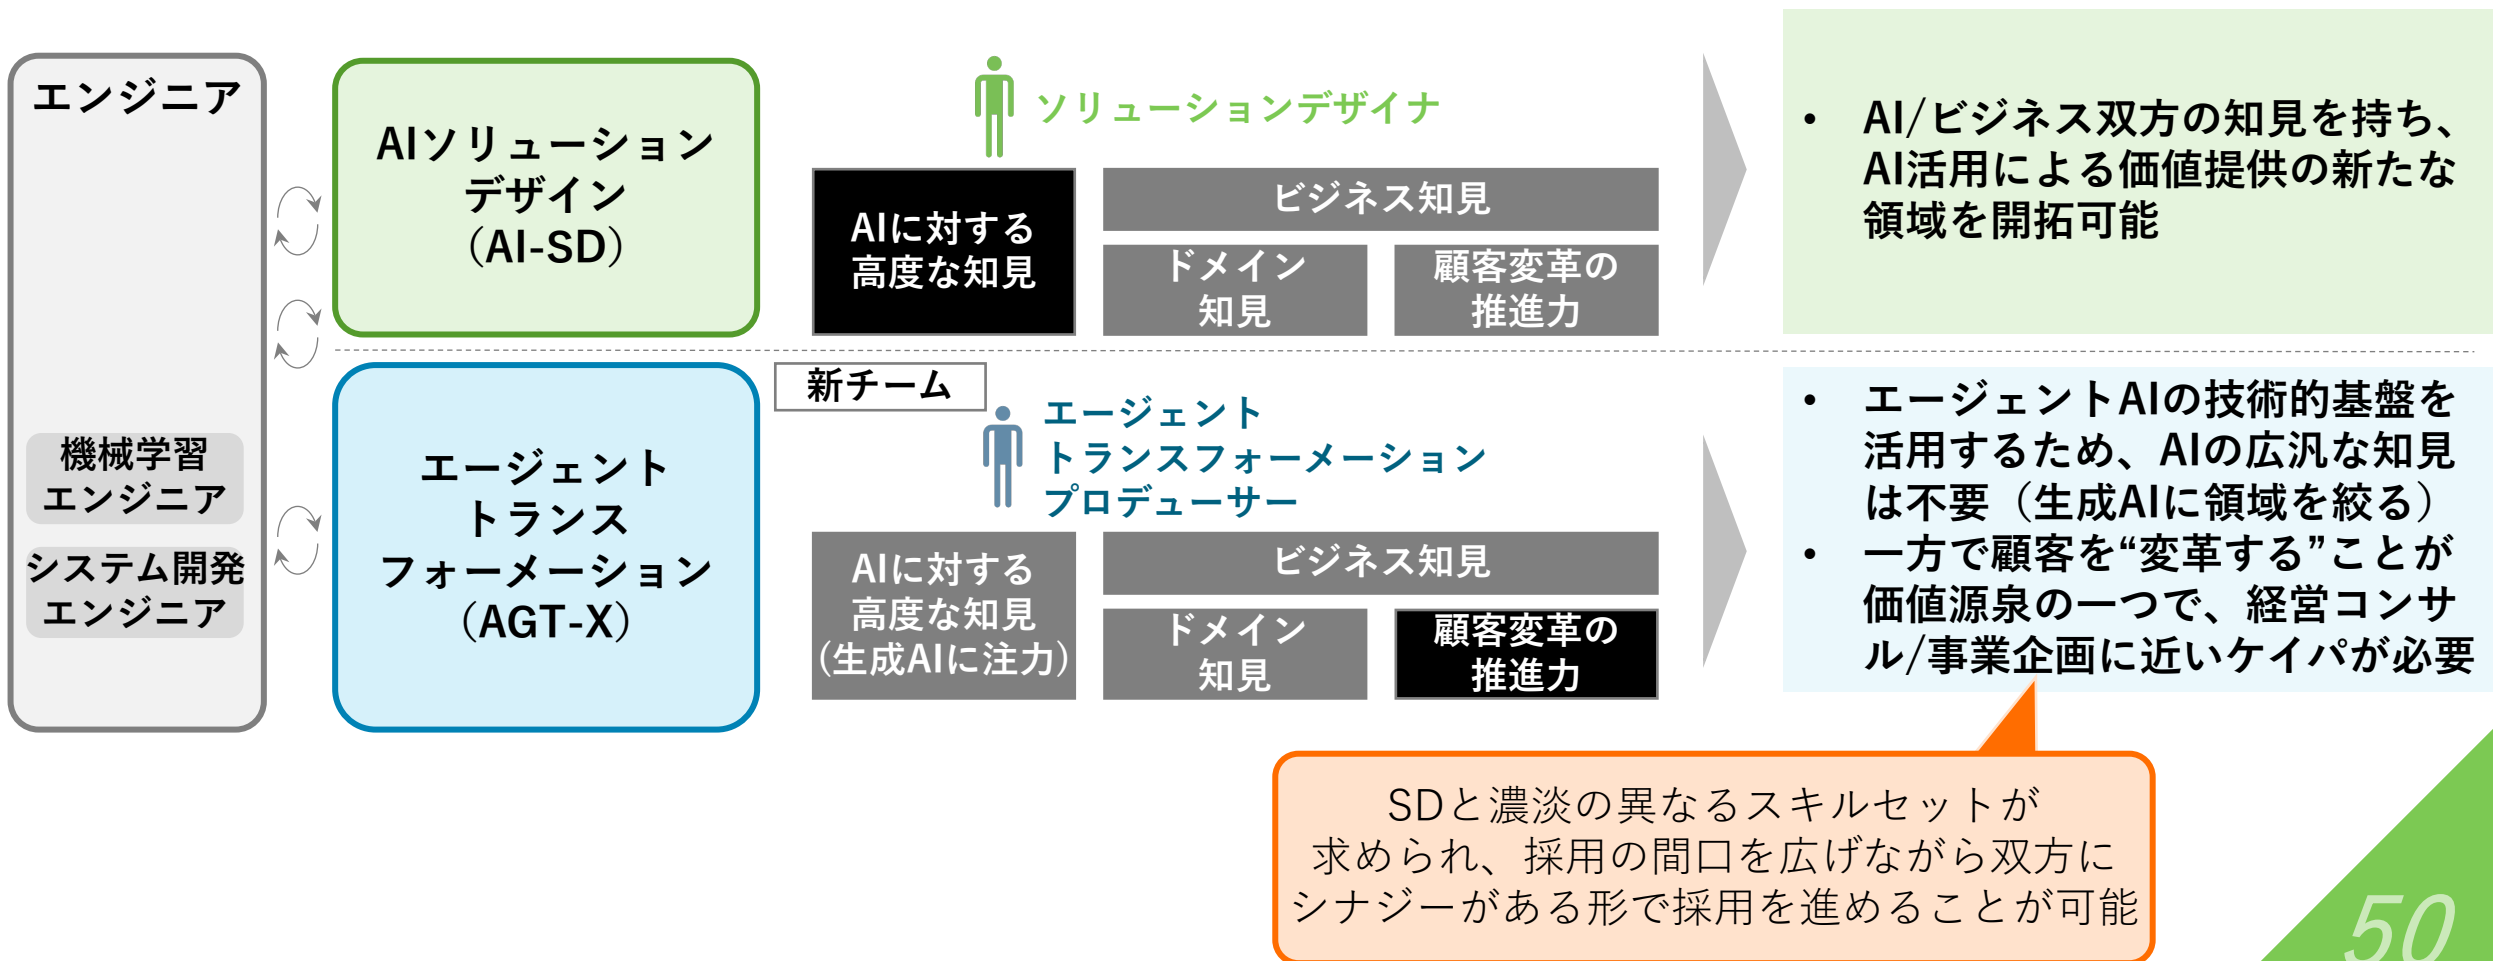 エンジニア
機械学習
エンジニア
システム開発
エンジニア
AIソリューション
デザイン
（AI-SD）
ソリューションデザイナ
AIに対する
高度な知見
ビジネス知見
ドメイン
知見
顧客変革の
推進力
• AI/ビジネス双方の知見を持ち、
AI活用による価値提供の新たな
領域を開拓可能
エージェント
トランス
フォーメーション
（AGT-X）
新チーム
エージェント
トランスフォーメーション
プロデューサー
AIに対する
高度な知見
（生成AIに注力）
ビジネス知見
ドメイン
知見
顧客変革の
推進力
• エージェントAIの技術的基盤を
活用するため、AIの広汎な知見
は不要（生成AIに領域を絞る）
• 一方で顧客を“変革する”ことが
価値源泉の一つで、経営コンサ
ル/事業企画に近いケイパが必要
SDと濃淡の異なるスキルセットが
求められ、採用の間口を広げながら双方に
シナジーがある形で採用を進めることが可能
50